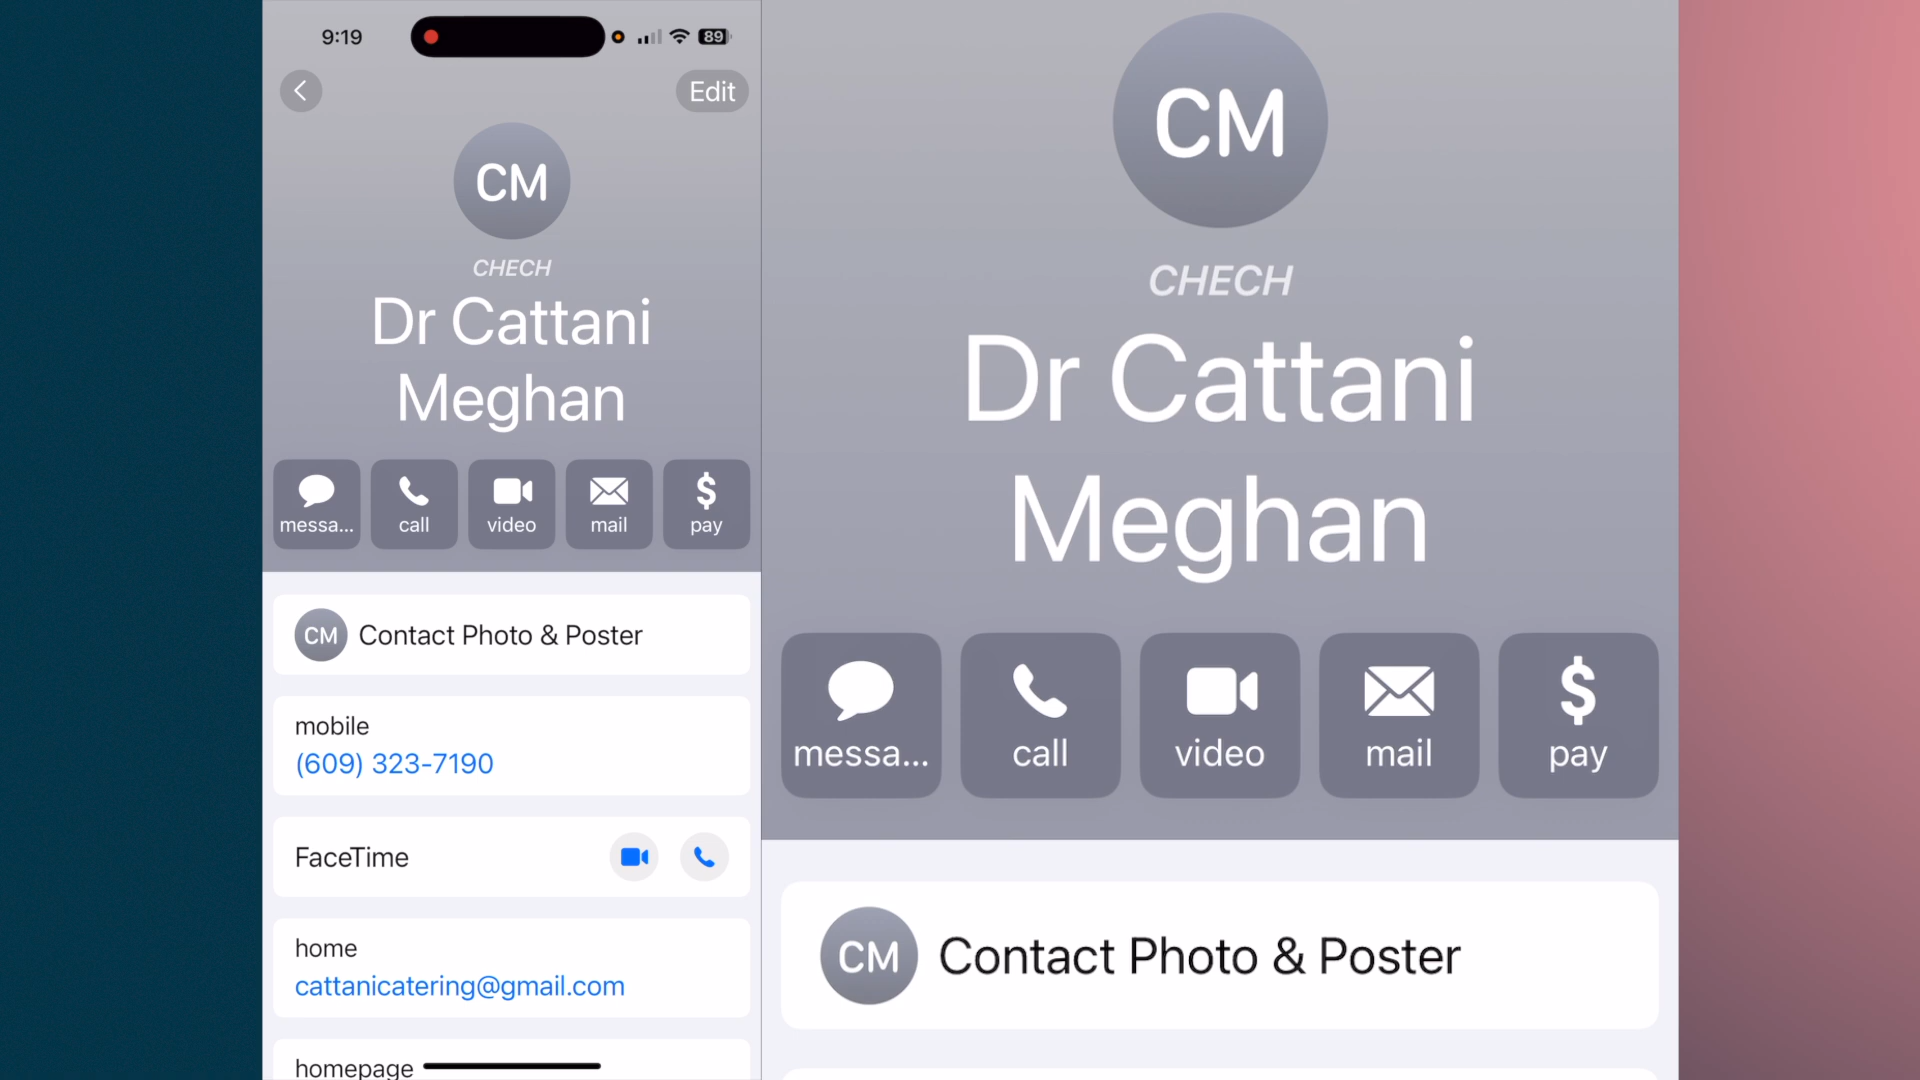 9:19
89
Edit
CM
CHECH
Dr Cattani
Meghan
messa...
call
video
mail
pay
CM
Contact Photo & Poster
mobile
(609) 323-7190
FaceTime
home
cattanicatering@gmail.com
homepage
CM
CHECH
Dr Cattani
Meghan
messa...
call
video
mail
pay
CM
Contact Photo & Poster